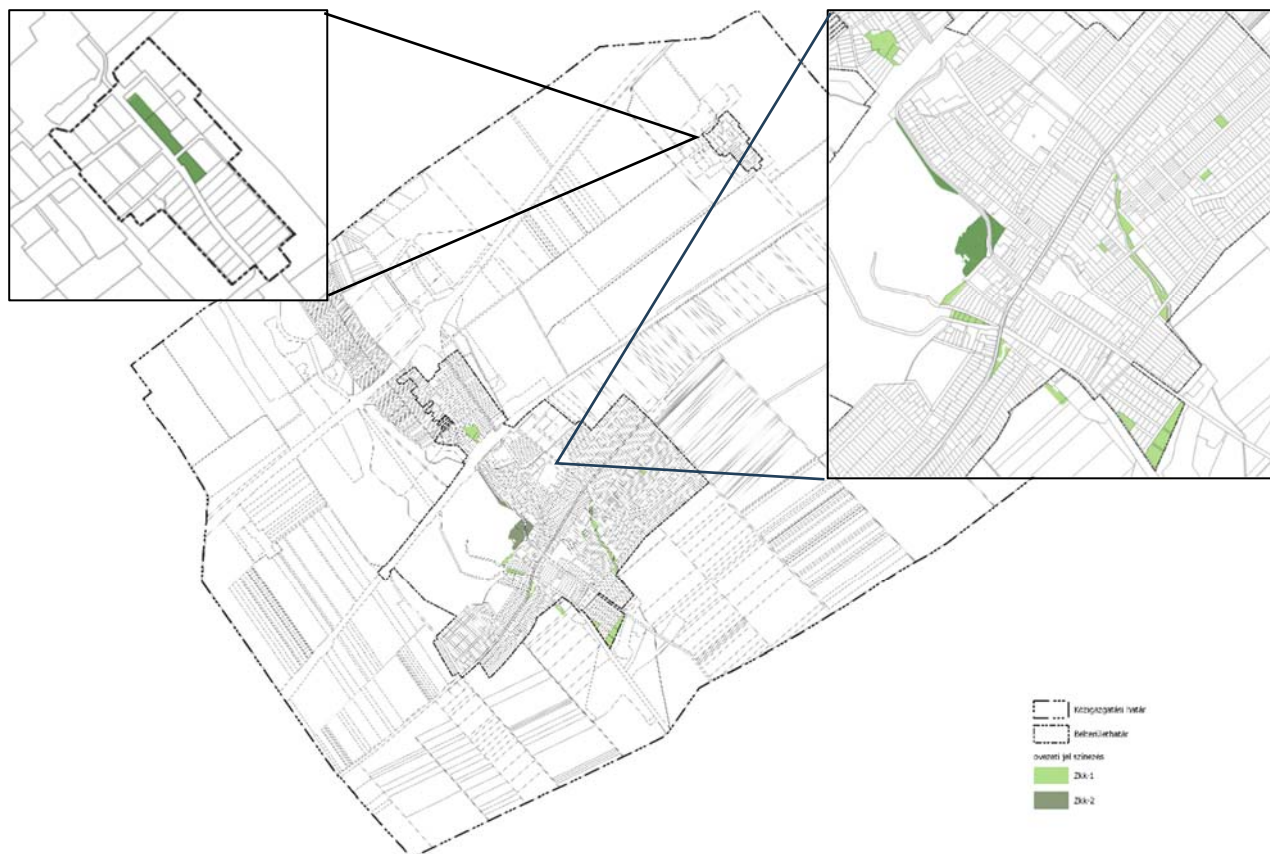 Közigazgatási határ
Belterülethatár
övezeti jel színezés
Zkk-1
Zkk-2